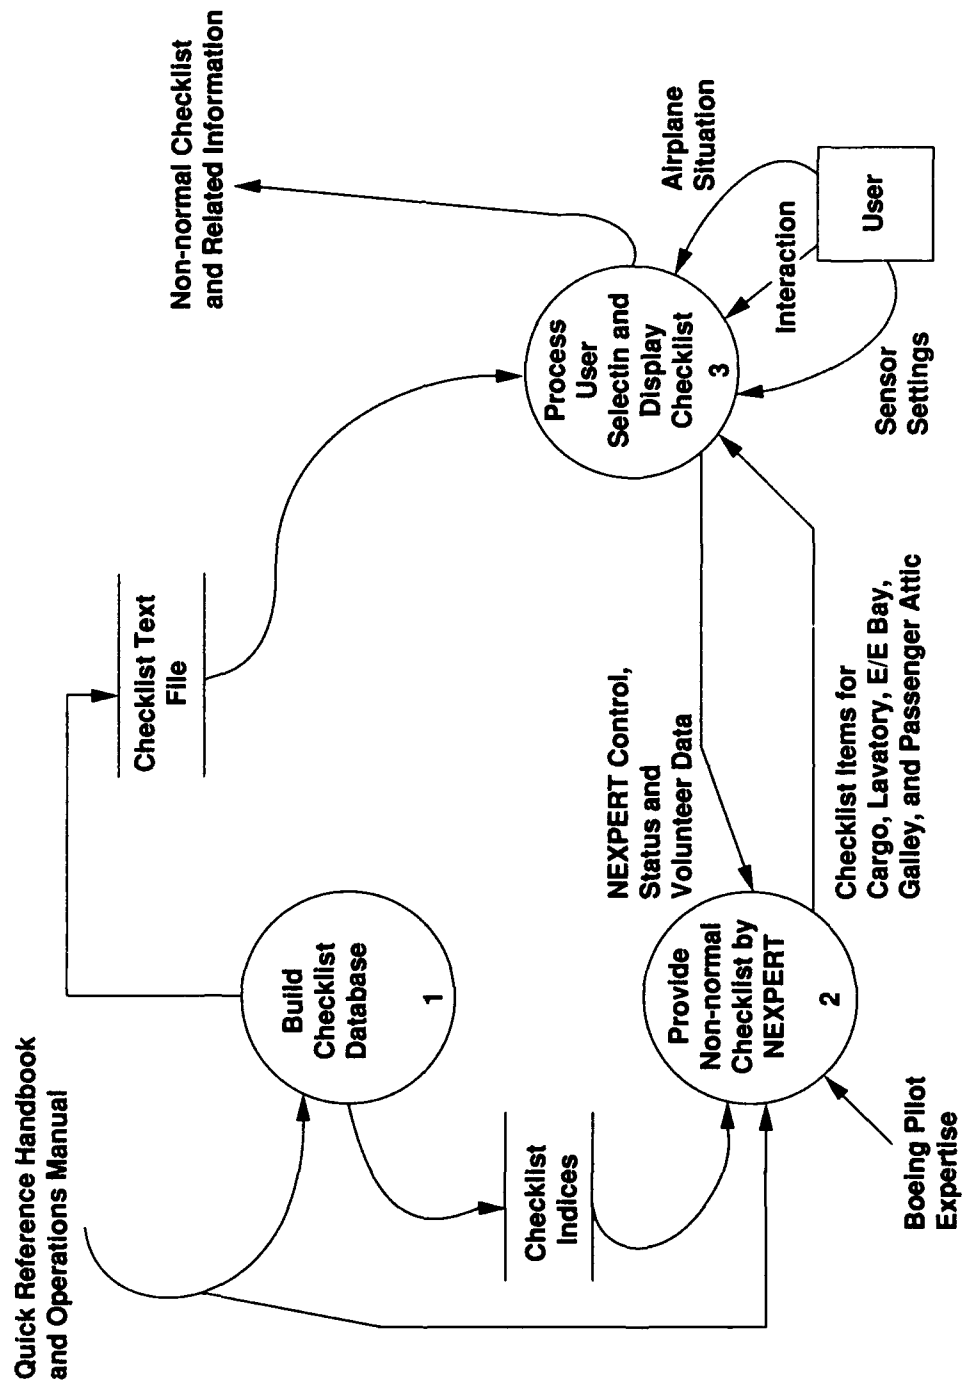 Quick Reference Handbook
and Operations Manual
Build
Checklist
Database
1
Checklist Text
File
Non-normal Checklist
and Related Information
Checklist
Indices
Process
User
Selectin and
Display
Checklist
3
Airplane
Situation
Interaction
User
Sensor
Settings
NEXPERT Control,
Status and
Volunteer Data
Provide
Non-normal
Checklist by
NEXPERT
2
Checklist Items for
Cargo, Lavatory, E/E Bay,
Galley, and Passenger Attic
Boeing Pilot
Expertise